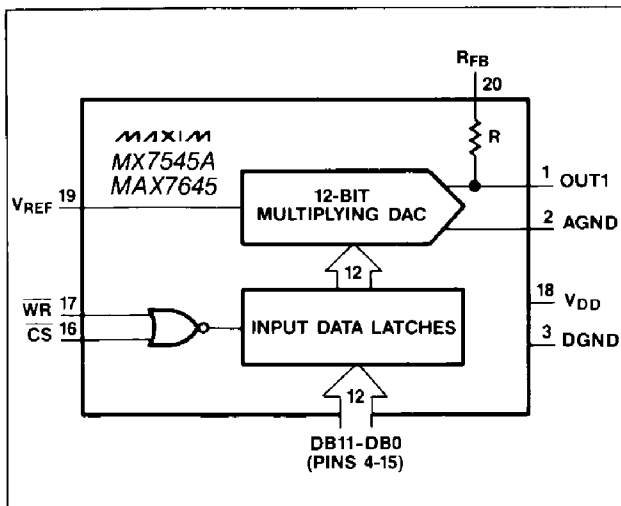 RFB
20
R
MAXIM
MX7545A
MAX7645
12-BIT
MULTIPLYING DAC
1 OUT1
2 AGND
VREF 19
12
WR 17
CS 16
INPUT DATA LATCHES
18 VDD
3 DGND
12
DB11-DB0
(PINS 4-15)